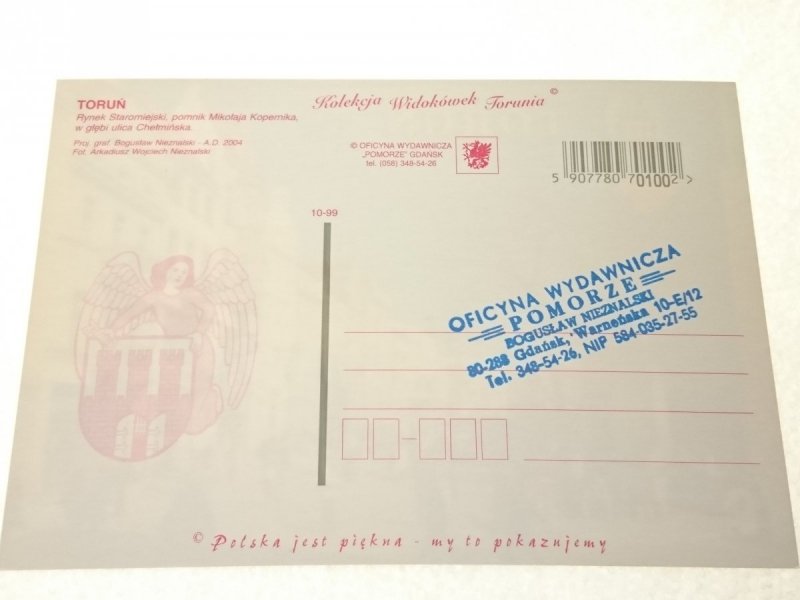 TORUŃ
Rynek Staromiejski, pomnik Mikołaja Kopernika,
w głębi ulica Chełmińska.
Proj. graf. Bogusław Nieznalski - A.D. 2004
Fot. Arkadiusz Wojciech Nieznalski
Kolekcja Widokówek Torunia ©
© OFICYNA WYDAWNICZA
„POMORZE" GDAŃSK
tel. (058) 348-54-26
5 907780 701002 >
10-99
OFICYNA WYDAWNICZA
POMORZE
BOGUSŁAW NIEZNALSKI
80-288 Gdańsk, Warneńska 10-E/12
Tel. 348-54-26, NIP 584-035-27-55
© Polska jest piękna - my to pokazujemy